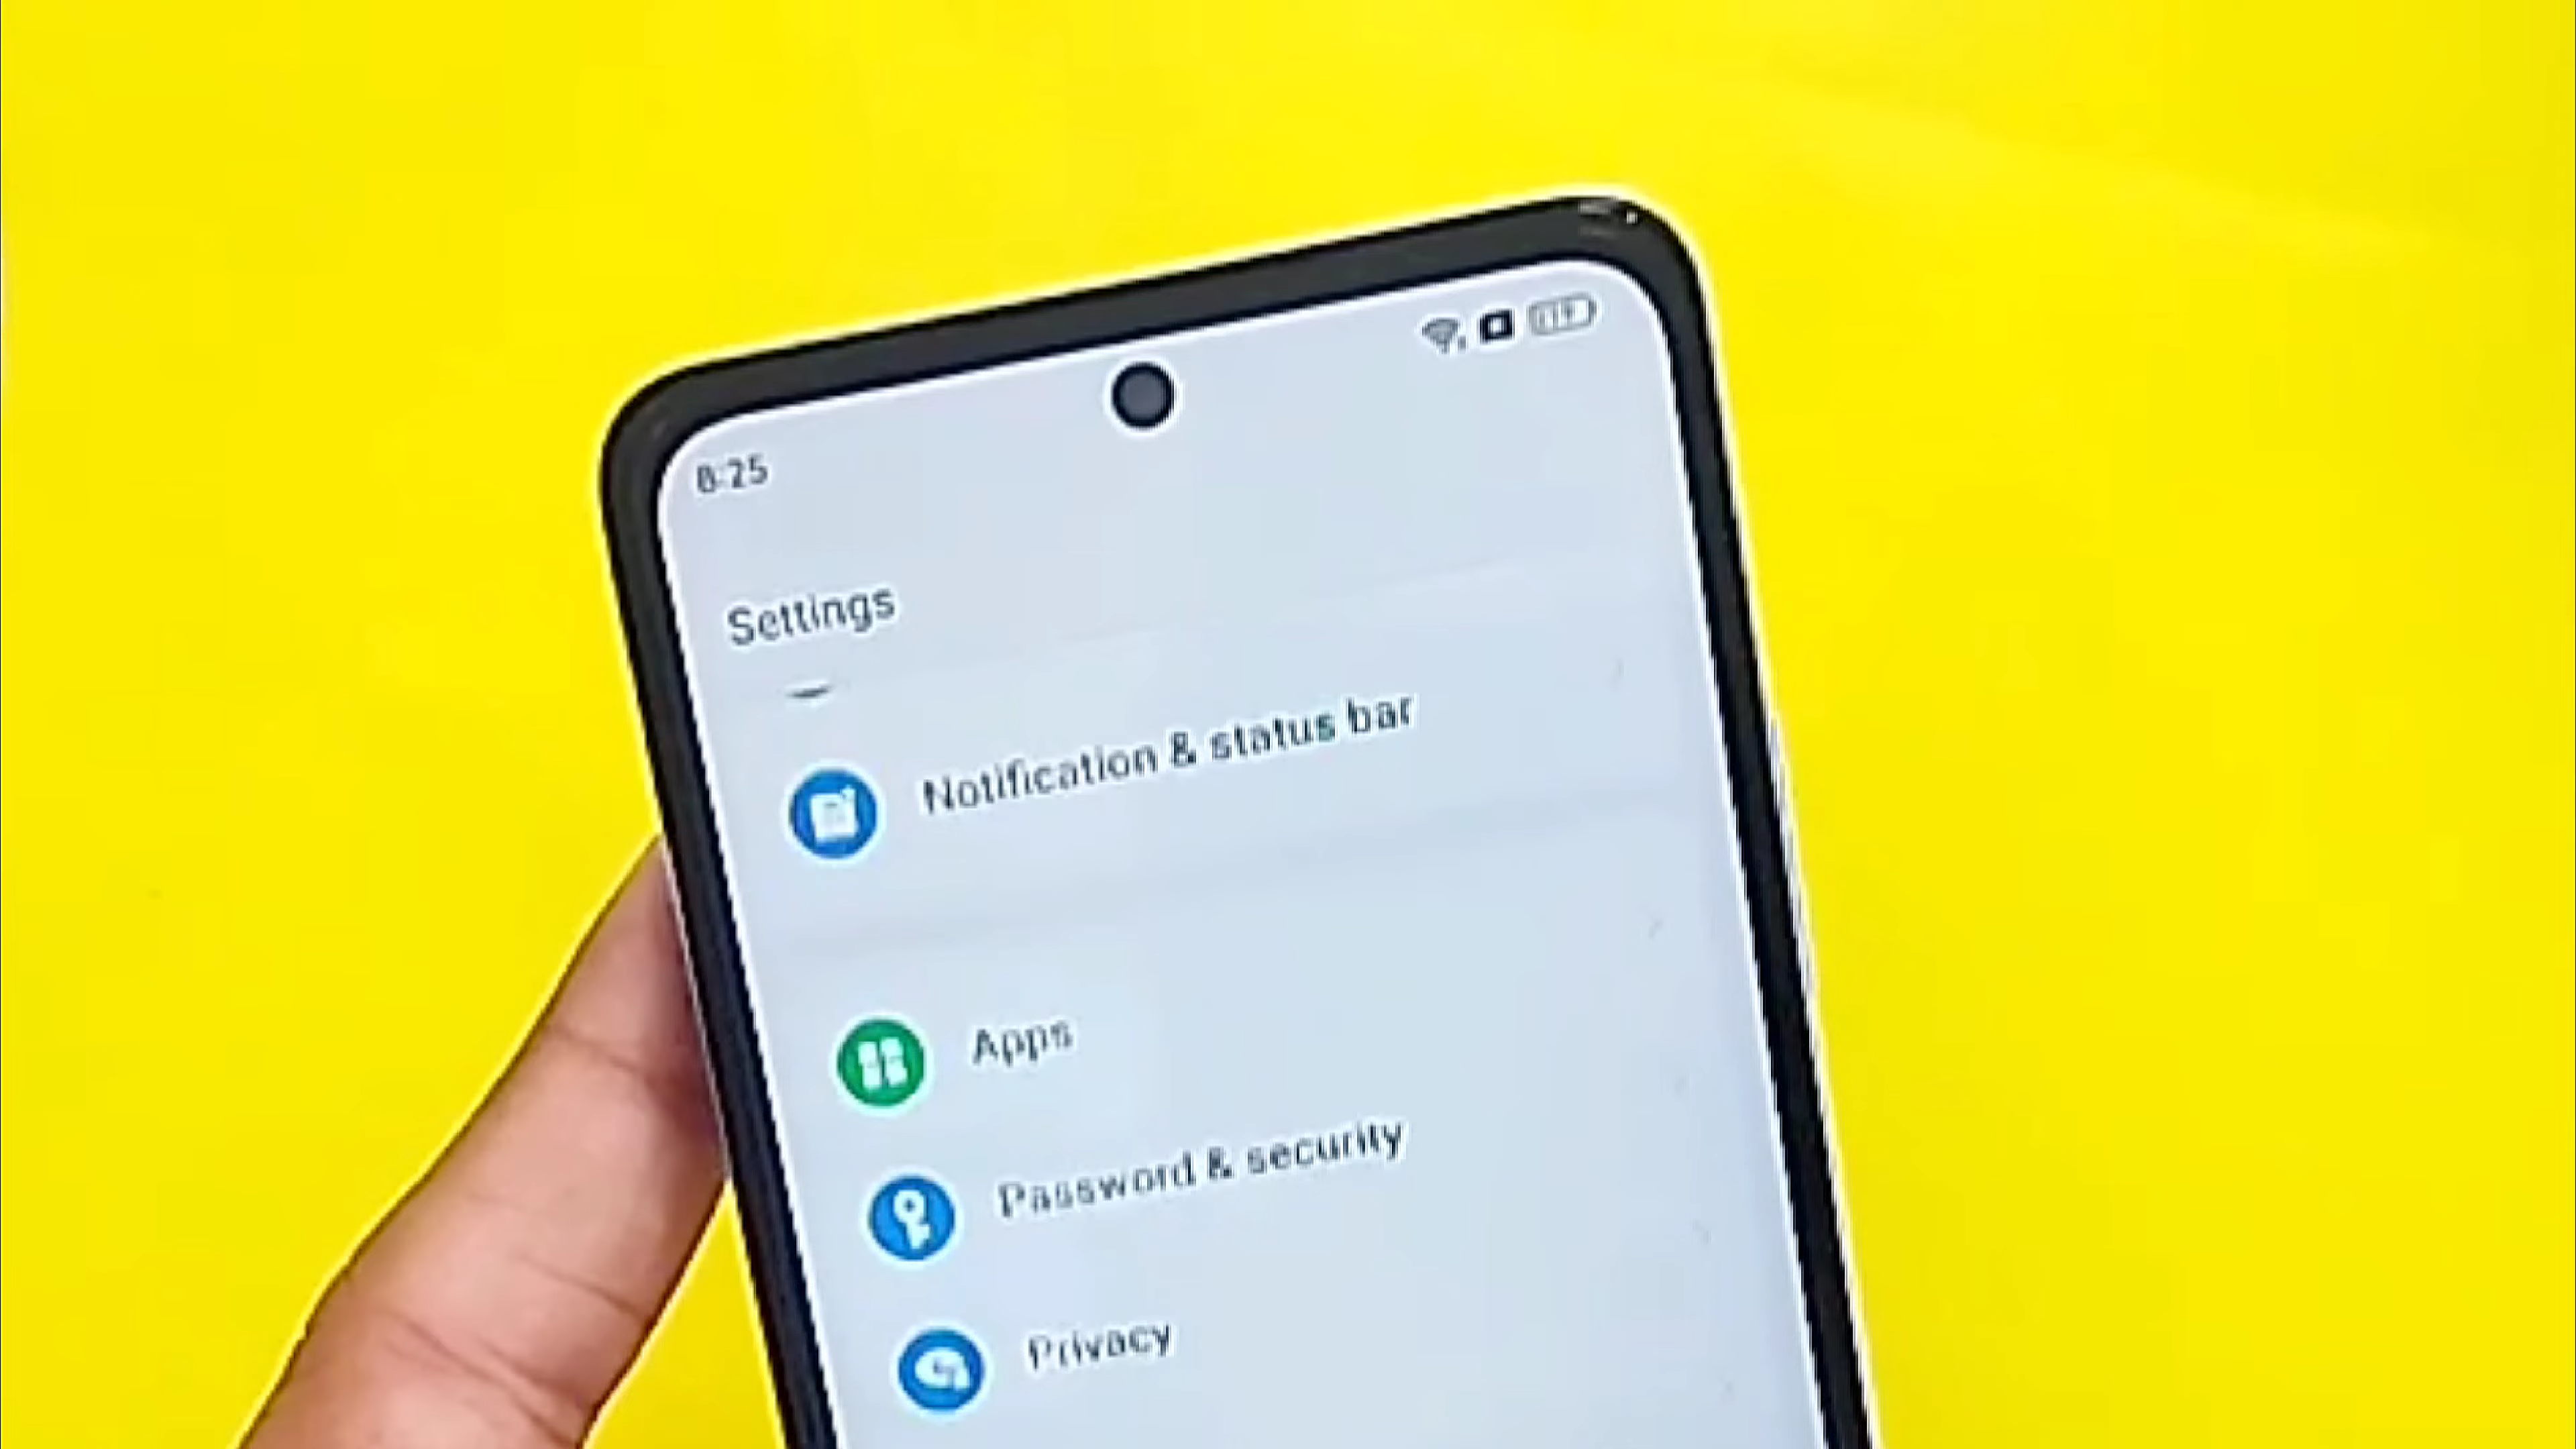 8:25
Settings
Notification & status bar
Apps
Password & security
Privacy